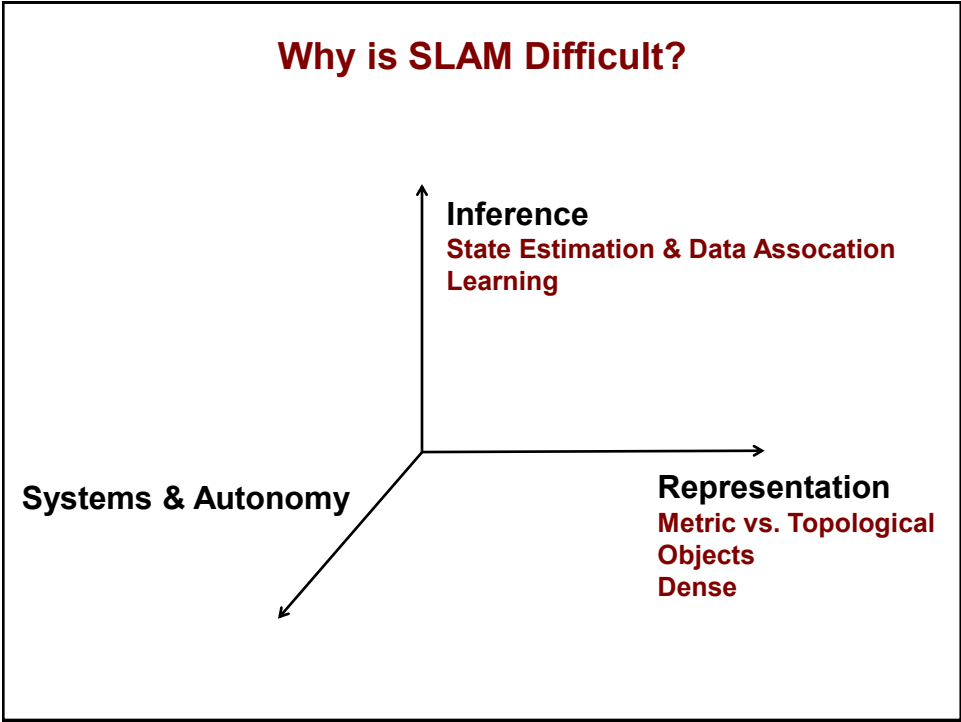 Why is SLAM Difficult?
Inference
State Estimation & Data Assocation
Learning
Systems & Autonomy
Representation
Metric vs. Topological
Objects
Dense